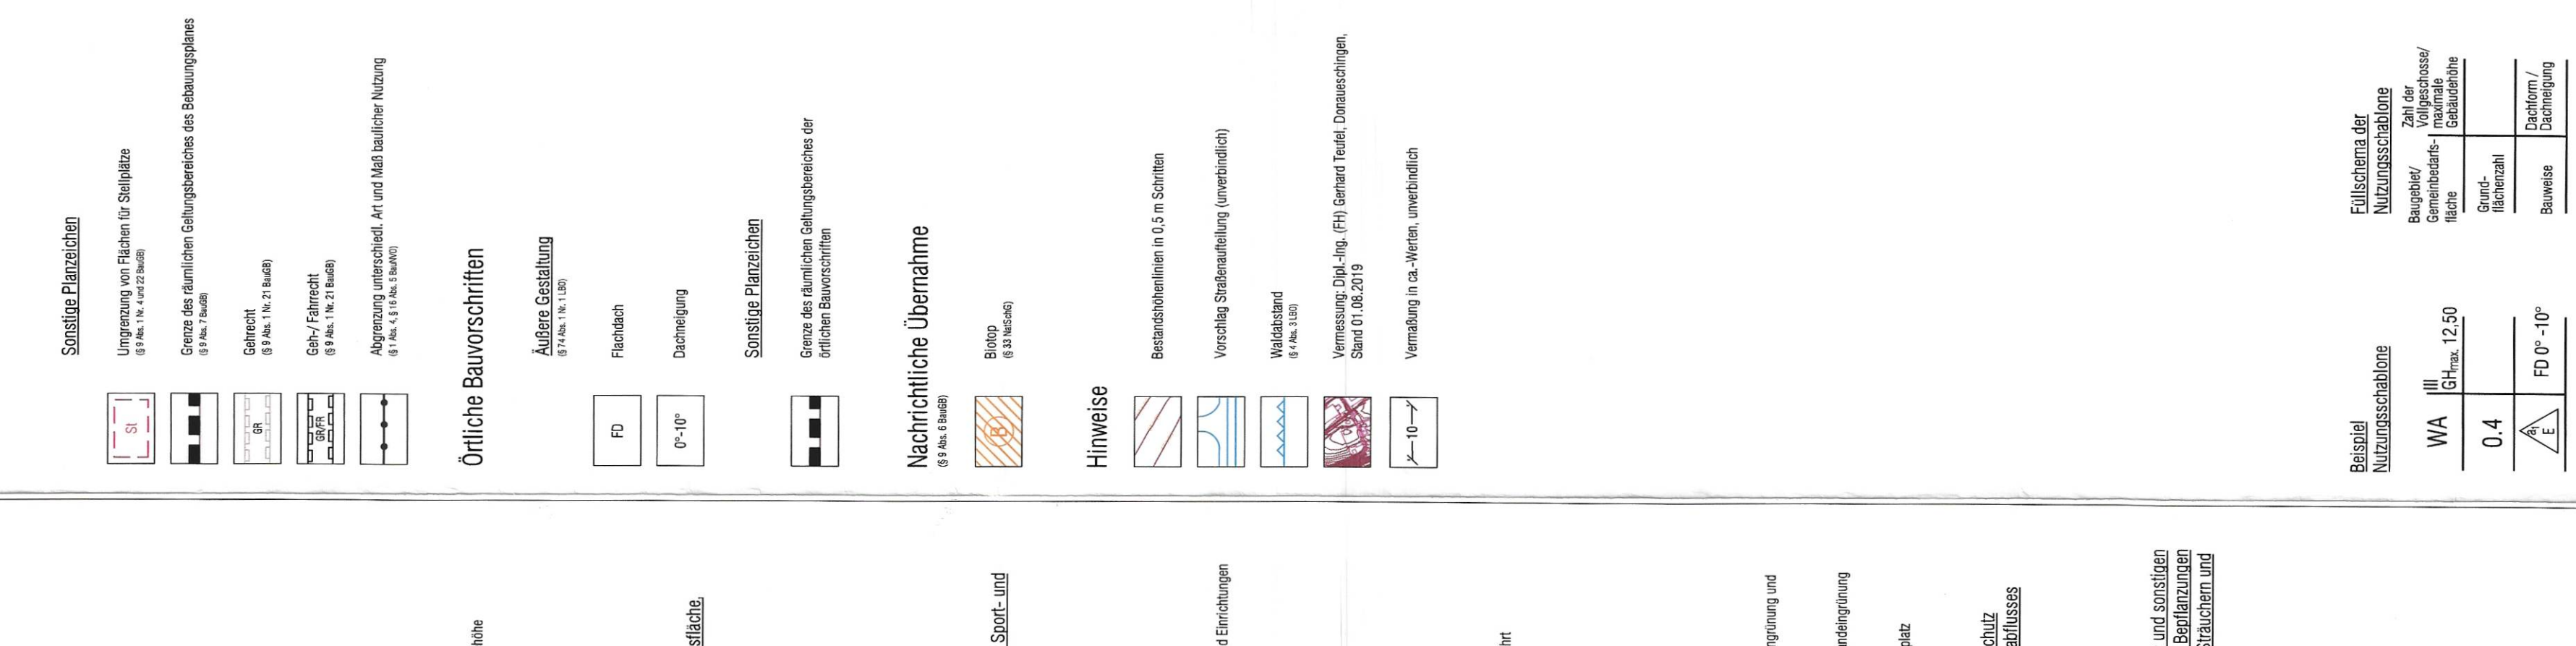 Sonstige Planzeichen
St
Umgrenzung von Flächen für Stellplätze
(§ 9 Abs. 1 Nr. 4 und 22 BauGB)
Grenze des räumlichen Geltungsbereiches des Bebauungsplanes
(§ 9 Abs. 7 BauGB)
GR
Gehrecht
(§ 9 Abs. 1 Nr. 21 BauGB)
GR/FR
Geh-/ Fahrrecht
(§ 9 Abs. 1 Nr. 21 BauGB)
Abgrenzung unterschiedl. Art und Maß baulicher Nutzung
(§ 1 Abs. 4, § 16 Abs. 5 BauNVO)
Örtliche Bauvorschriften
Äußere Gestaltung
(§ 74 Abs. 1 Nr. 1 LBO)
FD
Flachdach
0°-10°
Dachneigung
Sonstige Planzeichen
Grenze des räumlichen Geltungsbereiches der
örtlichen Bauvorschriften
Nachrichtliche Übernahme
(§ 9 Abs. 6 BauGB)
B
Biotop
(§ 33 NatSchG)
Hinweise
Bestandshöhenlinien in 0,5 m Schritten
Vorschlag Straßenaufteilung (unverbindlich)
Waldabstand
(§ 4 Abs. 3 LBO)
Vermessung: Dipl.-Ing. (FH) Gerhard Teufel, Donaueschingen,
Stand 01.08.2019
10
Vermaßung in ca.-Werten, unverbindlich
Beispiel
Nutzungsschablone
WA
III
GHmax. 12,50
0.4
a1
E
FD 0° -10°
Füllschema der
Nutzungsschablone
Baugebiet/
Gemeinbedarfs-
fläche
Zahl der
Vollgeschosse/
maximale
Gebäudehöhe
Grund-
flächenzahl
Bauweise
Dachform /
Dachneigung
höhe
sfläche,
Sport- und
d Einrichtungen
hrt
ngrünung und
ndeingrünung
platz
chutz
abflusses
und sonstigen
Bepflanzungen
träuchern und